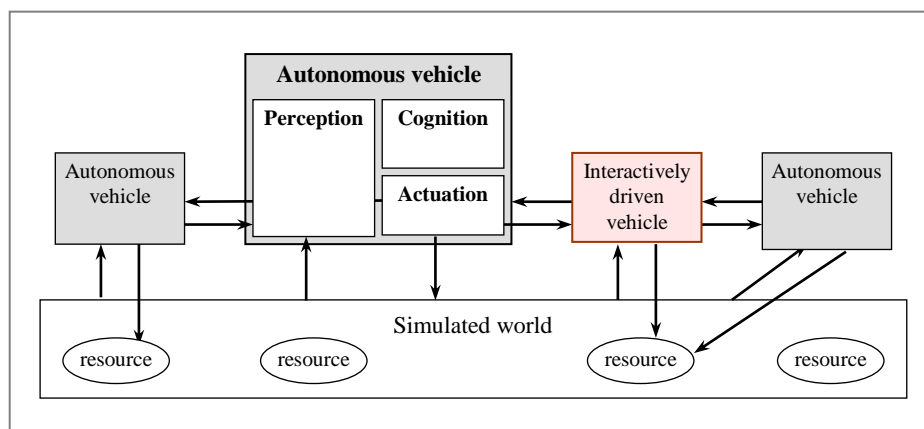 Autonomous vehicle
Perception
Cognition
Autonomous
vehicle
Actuation
Interactively
driven
vehicle
Autonomous
vehicle
Simulated world
resource
resource
resource
resource